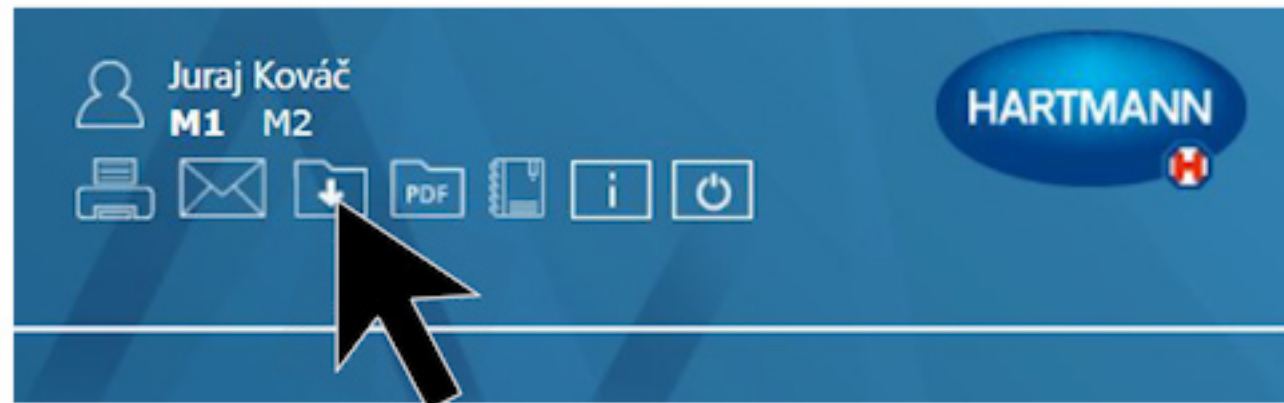 Juraj Kováč
M1 M2
HARTMANN
H
PDF
i